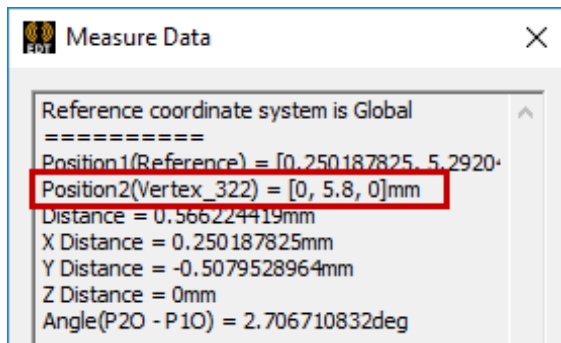 EDT Measure Data
Reference coordinate system is Global
==========
Position1(Reference) = [0.250187825, 5.2920
Position2(Vertex_322) = [0, 5.8, 0]mm
Distance = 0.566224419mm
X Distance = 0.250187825mm
Y Distance = -0.5079528964mm
Z Distance = 0mm
Angle(P2O - P1O) = 2.706710832deg